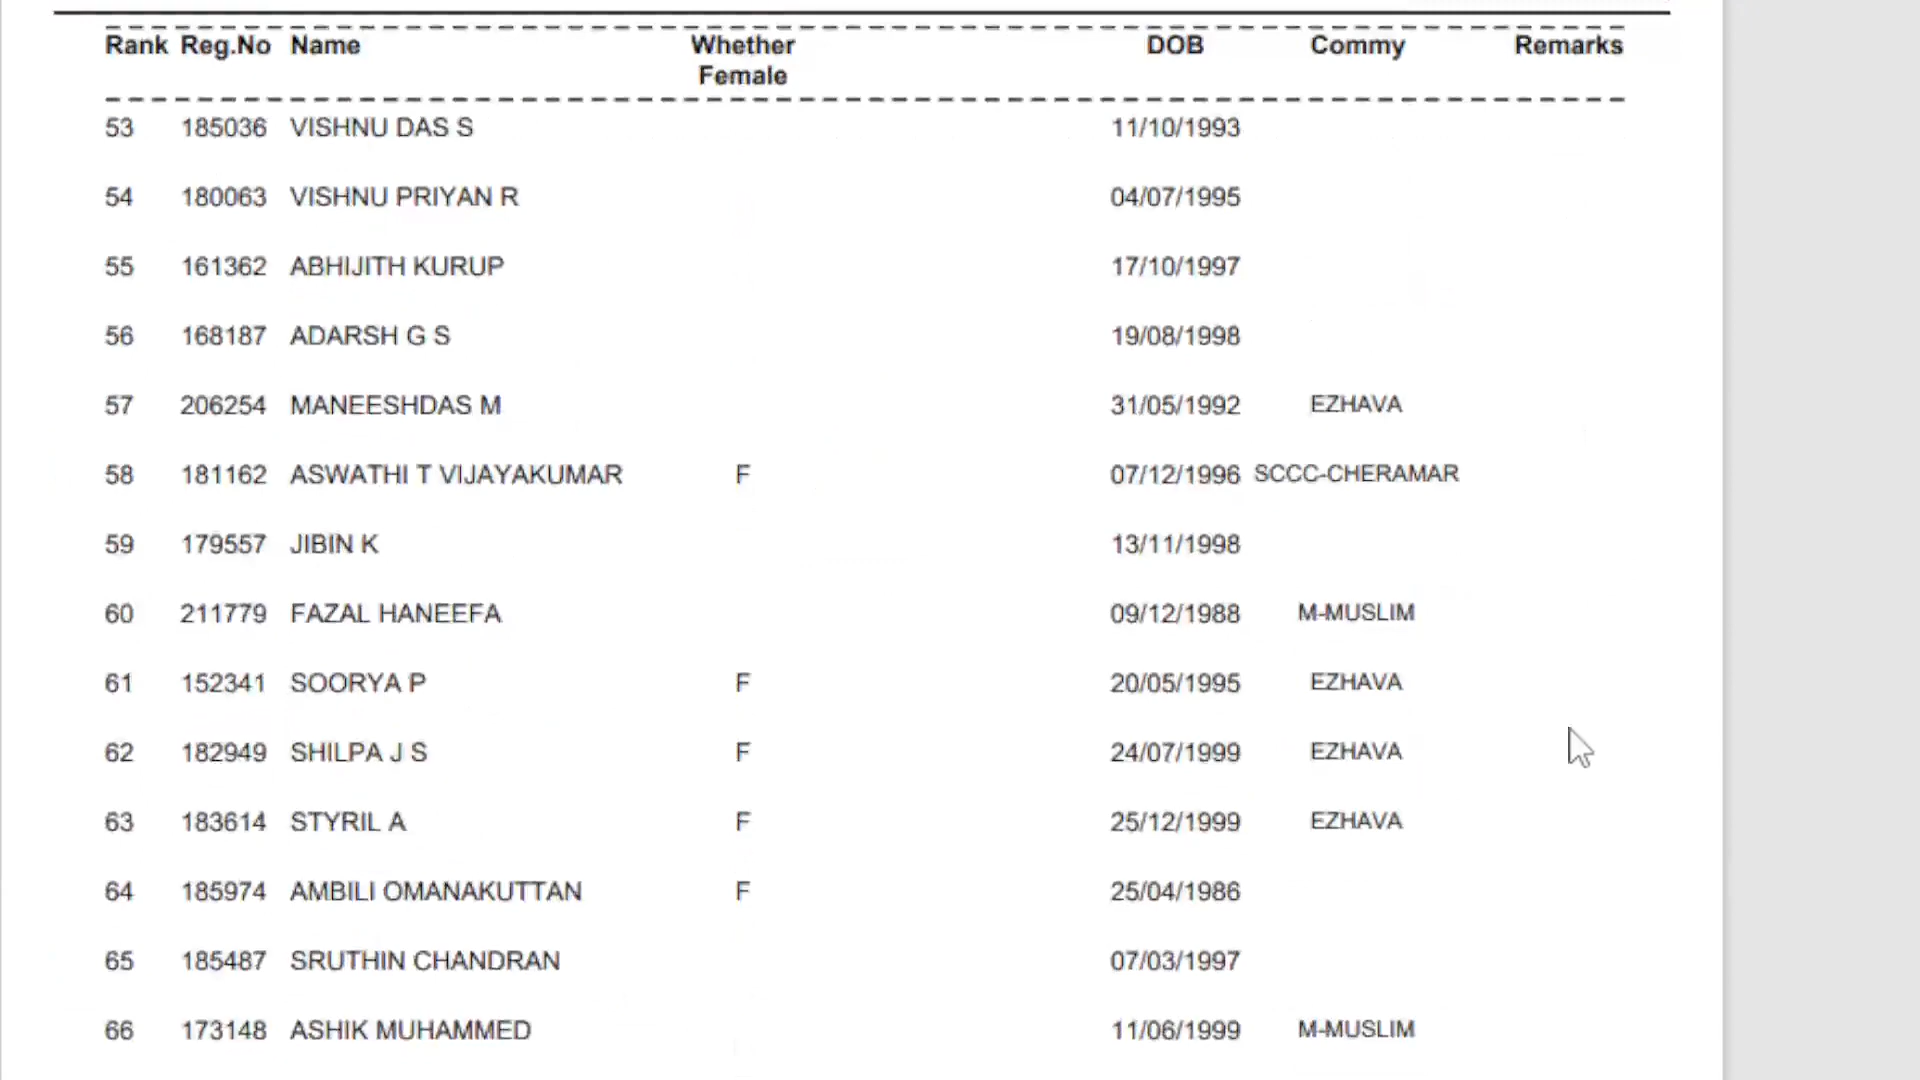 Rank Reg.No Name Whether Female DOB Commy Remarks
53 185036 VISHNU DAS S 11/10/1993
54 180063 VISHNU PRIYAN R 04/07/1995
55 161362 ABHIJITH KURUP 17/10/1997
56 168187 ADARSH G S 19/08/1998
57 206254 MANEESHDAS M 31/05/1992 EZHAVA
58 181162 ASWATHI T VIJAYAKUMAR F 07/12/1996 SCCC-CHERAMAR
59 179557 JIBIN K 13/11/1998
60 211779 FAZAL HANEEFA 09/12/1988 M-MUSLIM
61 152341 SOORYA P F 20/05/1995 EZHAVA
62 182949 SHILPA J S F 24/07/1999 EZHAVA
63 183614 STYRIL A F 25/12/1999 EZHAVA
64 185974 AMBILI OMANAKUTTAN F 25/04/1986
65 185487 SRUTHIN CHANDRAN 07/03/1997
66 173148 ASHIK MUHAMMED 11/06/1999 M-MUSLIM